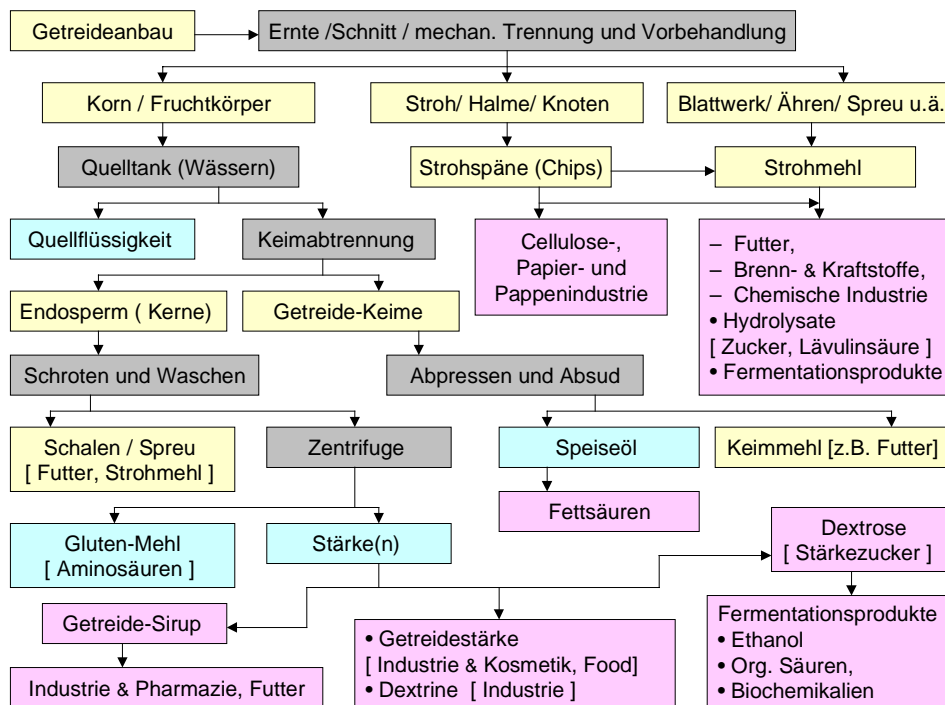 Getreideanbau
Ernte /Schnitt / mechan. Trennung und Vorbehandlung
Korn / Fruchtkörper
Stroh/ Halme/ Knoten
Blattwerk/ Ähren/ Spreu u.ä.
Quelltank (Wässern)
Strohspäne (Chips)
Strohmehl
Quellflüssigkeit
Keimabtrennung
Cellulose-,
Papier- und
Pappenindustrie
– Futter,
– Brenn- & Kraftstoffe,
– Chemische Industrie
• Hydrolysate
[ Zucker, Lävulinsäure ]
• Fermentationsprodukte
Endosperm ( Kerne)
Getreide-Keime
Schroten und Waschen
Abpressen und Absud
Schalen / Spreu
[ Futter, Strohmehl ]
Zentrifuge
Speiseöl
Keimmehl [z.B. Futter]
Fettsäuren
Gluten-Mehl
[ Aminosäuren ]
Stärke(n)
Dextrose
[ Stärkezucker ]
Getreide-Sirup
• Getreidestärke
[ Industrie & Kosmetik, Food]
• Dextrine [ Industrie ]
Fermentationsprodukte
• Ethanol
• Org. Säuren,
• Biochemikalien
Industrie & Pharmazie, Futter